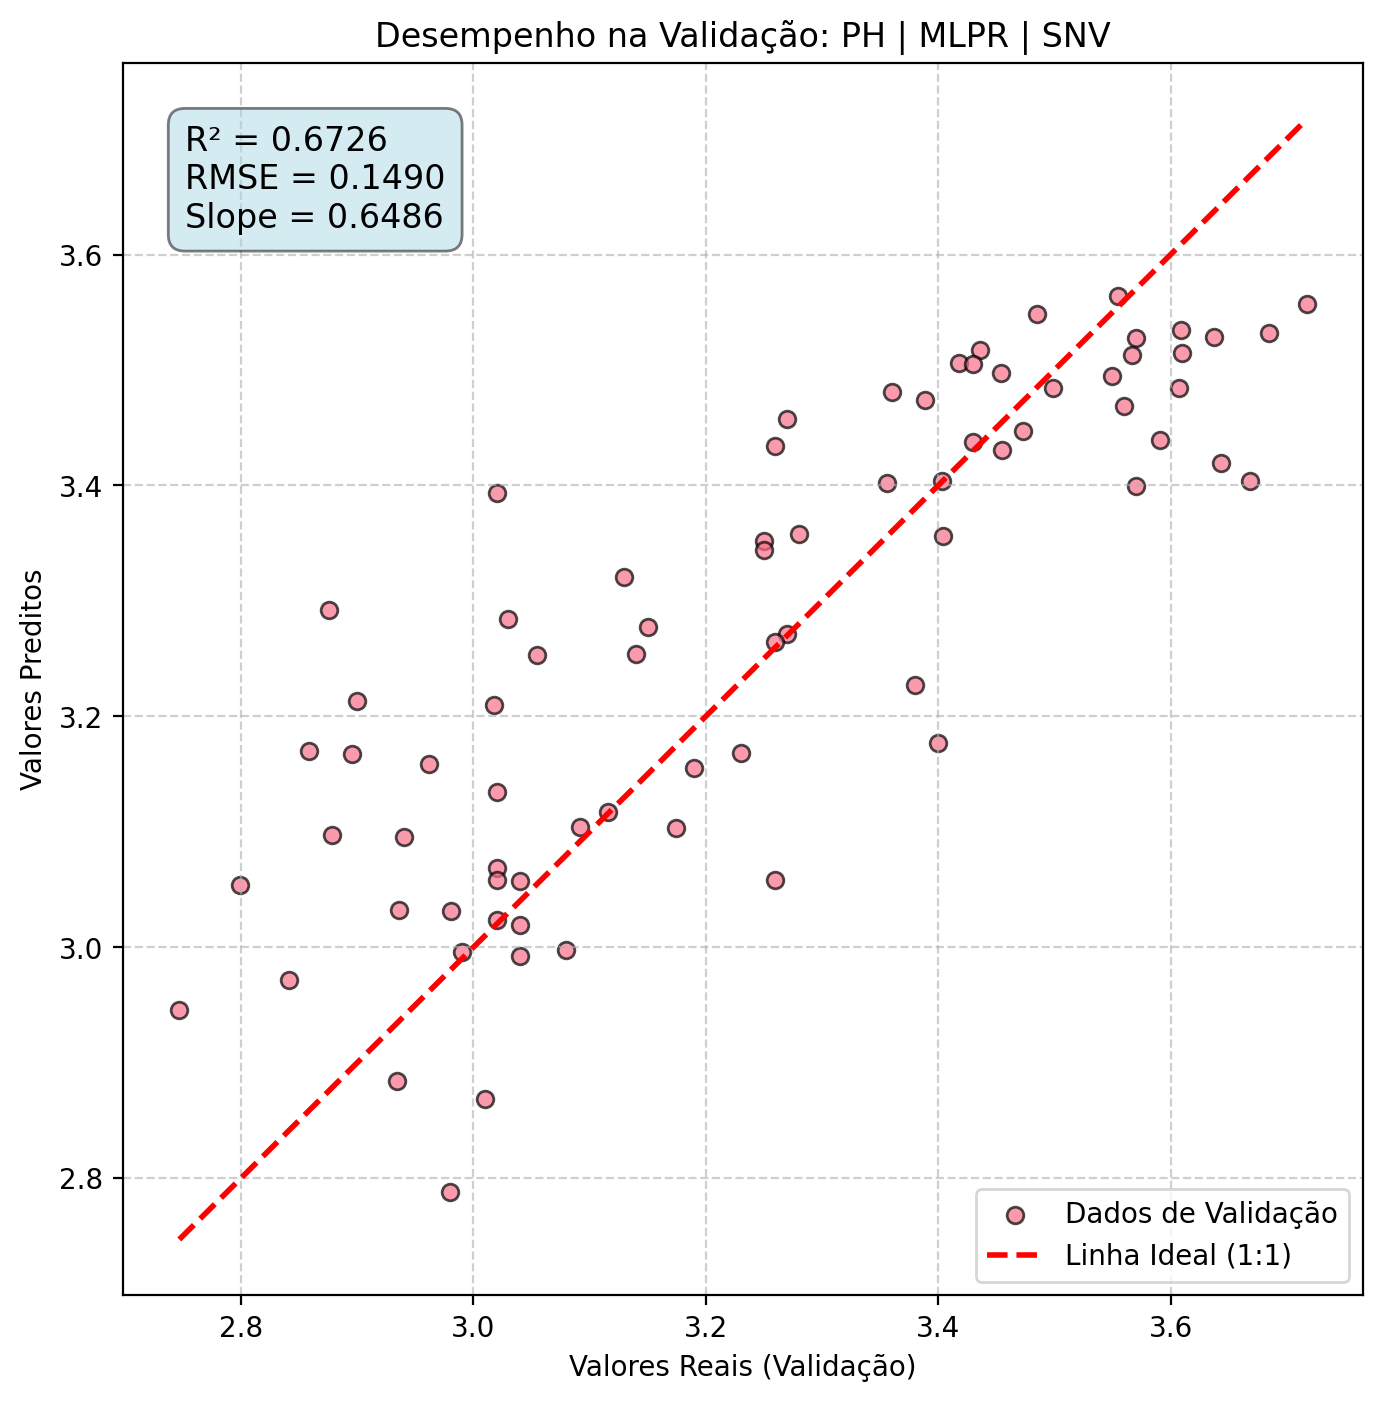 Desempenho na Validação: PH | MLPR | SNV
R² = 0.6726
RMSE = 0.1490
Slope = 0.6486
Valores Preditos
3.6
3.4
3.2
3.0
2.8
Dados de Validação
Linha Ideal (1:1)
2.8 3.0 3.2 3.4 3.6
Valores Reais (Validação)